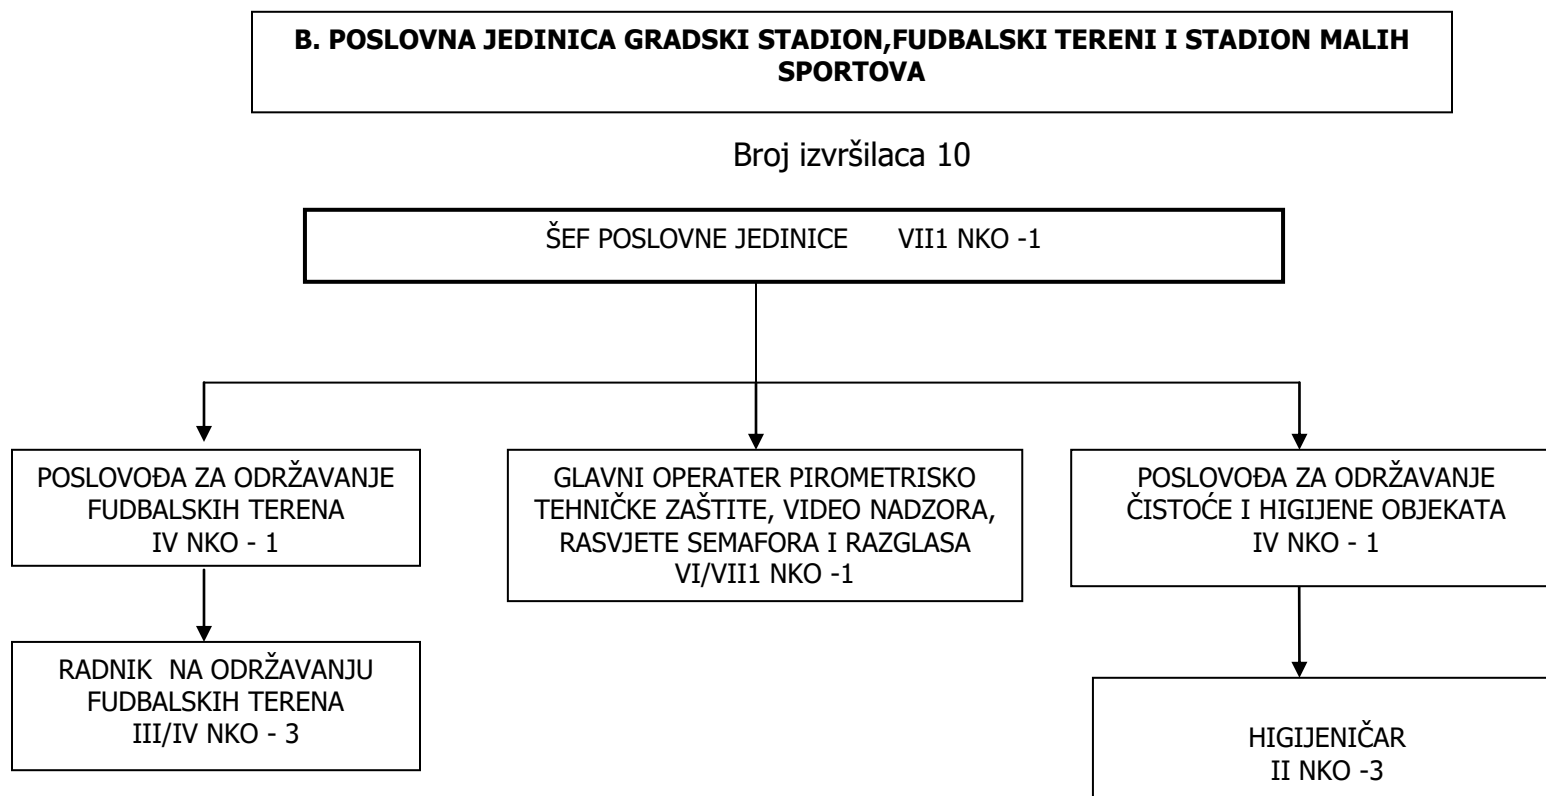 B. POSLOVNA JEDINICA GRADSKI STADION,FUDBALSKI TERENI I STADION MALIH
SPORTOVA
Broj izvršilaca 10
ŠEF POSLOVNE JEDINICE VII1 NKO -1
POSLOVOĐA ZA ODRŽAVANJE
FUDBALSKIH TERENA
IV NKO - 1
GLAVNI OPERATER PIROMETRISKO
TEHNIČKE ZAŠTITE, VIDEO NADZORA,
RASVJETE SEMAFORA I RAZGLASA
VI/VII1 NKO -1
POSLOVOĐA ZA ODRŽAVANJE
ČISTOĆE I HIGIJENE OBJEKATA
IV NKO - 1
RADNIK NA ODRŽAVANJU
FUDBALSKIH TERENA
III/IV NKO - 3
HIGIJENIČAR
II NKO -3